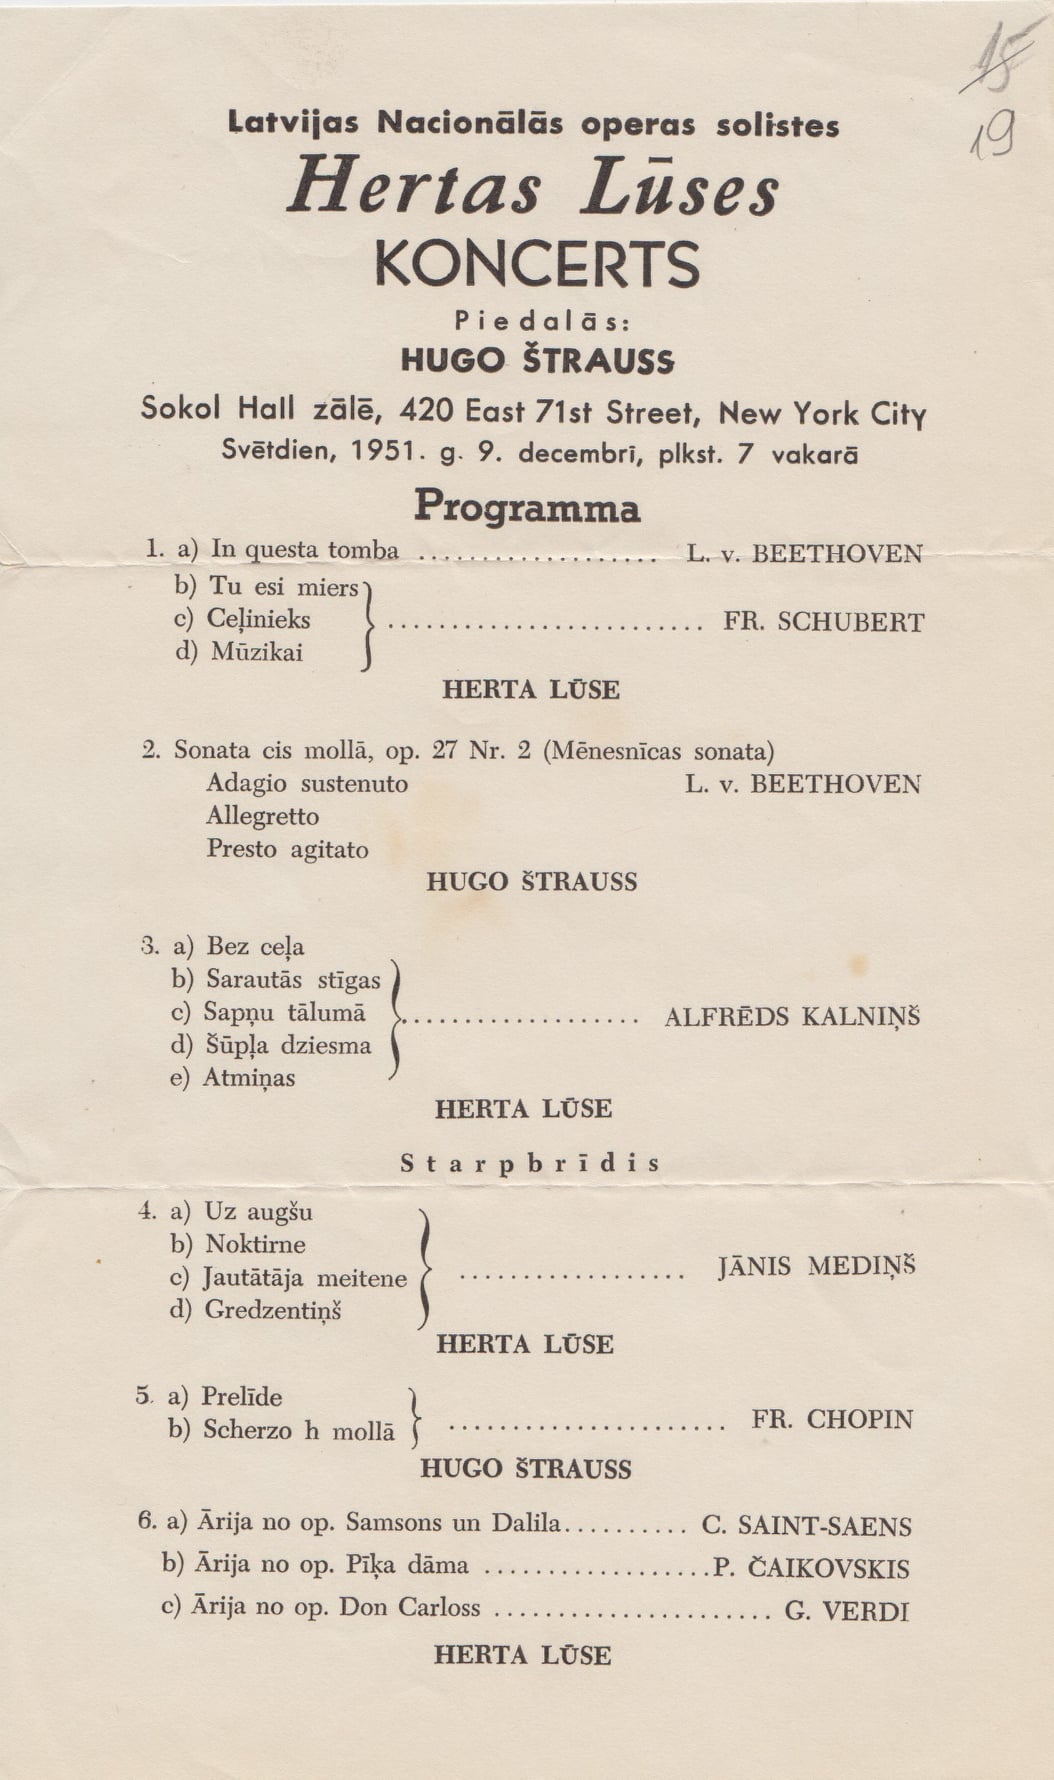 15
19
Latvijas Nacionālās operas solistes
Hertas Lūses
KONCERTS
Piedalās:
HUGO ŠTRAUSS
Sokol Hall zālē, 420 East 71st Street, New York City
Svētdien, 1951. g. 9. decembrī, plkst. 7 vakarā
Programma
1. a) In questa tomba .................. L. v. BEETHOVEN
b) Tu esi miers
c) Ceļinieks ........................ FR. SCHUBERT
d) Mūzikai
HERTA LŪSE
2. Sonata cis mollā, op. 27 Nr. 2 (Mēnesnīcas sonata)
Adagio sustenuto L. v. BEETHOVEN
Allegretto
Presto agitato
HUGO ŠTRAUSS
3. a) Bez ceļa
b) Sarautās stīgas
c) Sapņu tālumā ................... ALFRĒDS KALNIŅŠ
d) Šūpļa dziesma
e) Atmiņas
HERTA LŪSE
Starpbrīdis
4. a) Uz augšu
b) Noktirne
c) Jautātāja meitene .................. JĀNIS MEDIŅŠ
d) Gredzentiņš
HERTA LŪSE
5. a) Prelīde
b) Scherzo h mollā ...................... FR. CHOPIN
HUGO ŠTRAUSS
6. a) Ārija no op. Samsons un Dalila.......... C. SAINT-SAENS
b) Ārija no op. Pīķa dāma ..................P. ČAIKOVSKIS
c) Ārija no op. Don Carloss ...................... G. VERDI
HERTA LŪSE